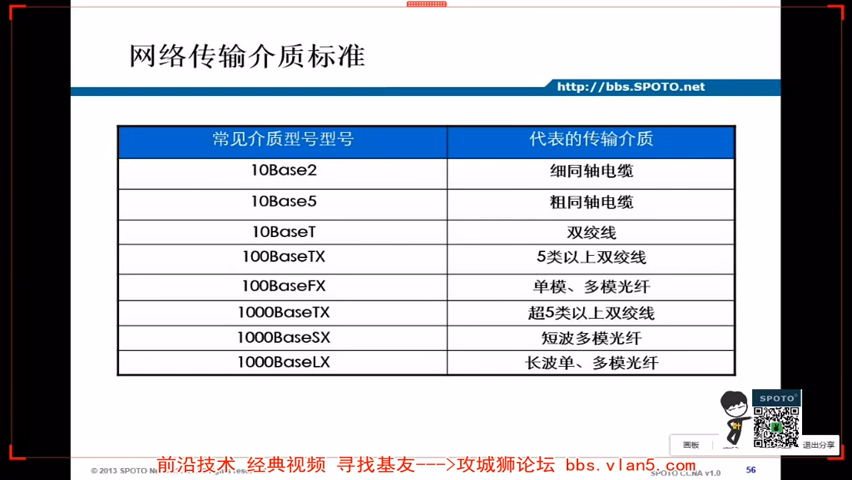 网络传输介质标准
http://bbs.SPOTO.net
常见介质型号型号 代表的传输介质
10Base2 细同轴电缆
10Base5 粗同轴电缆
10BaseT 双绞线
100BaseTX 5类以上双绞线
100BaseFX 单模、多模光纤
1000BaseTX 超5类以上双绞线
1000BaseSX 短波多模光纤
1000BaseLX 长波单、多模光纤
SPOTO
画板 退出分享
前沿技术 经典视频 寻找基友--->攻城狮论坛 bbs.vlan5.com
© 2013 SPOTO SPOTO CCNA v1.0 56